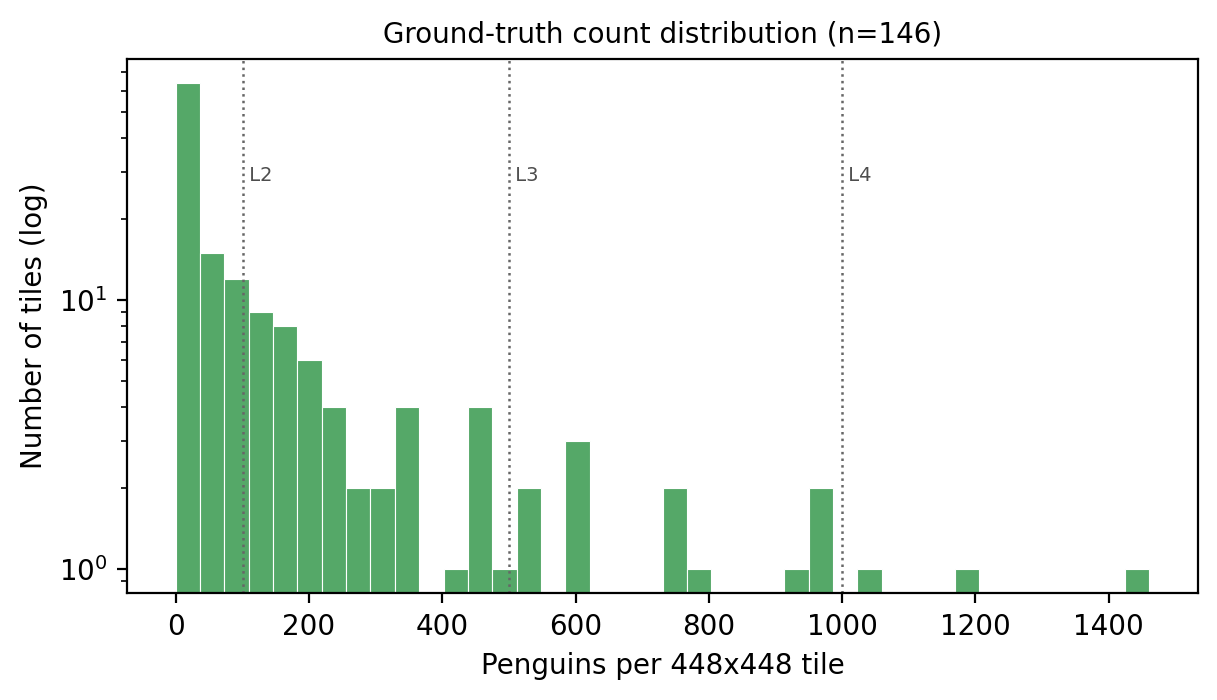 Ground-truth count distribution (n=146)
Number of tiles (log)
10¹
10⁰
L2
L3
L4
0 200 400 600 800 1000 1200 1400
Penguins per 448x448 tile